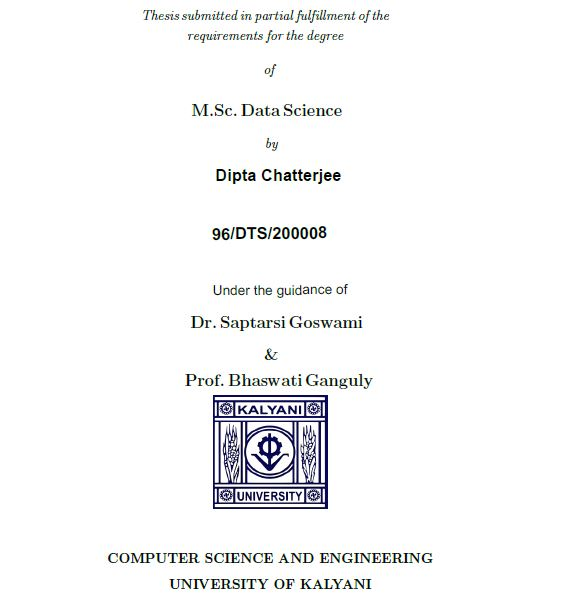 Thesis submitted in partial fulfillment of the
requirements for the degree
of
M.Sc. Data Science
by
Dipta Chatterjee
96/DTS/200008
Under the guidance of
Dr. Saptarsi Goswami
&
Prof. Bhaswati Ganguly
KALYANI
UNIVERSITY
COMPUTER SCIENCE AND ENGINEERING
UNIVERSITY OF KALYANI